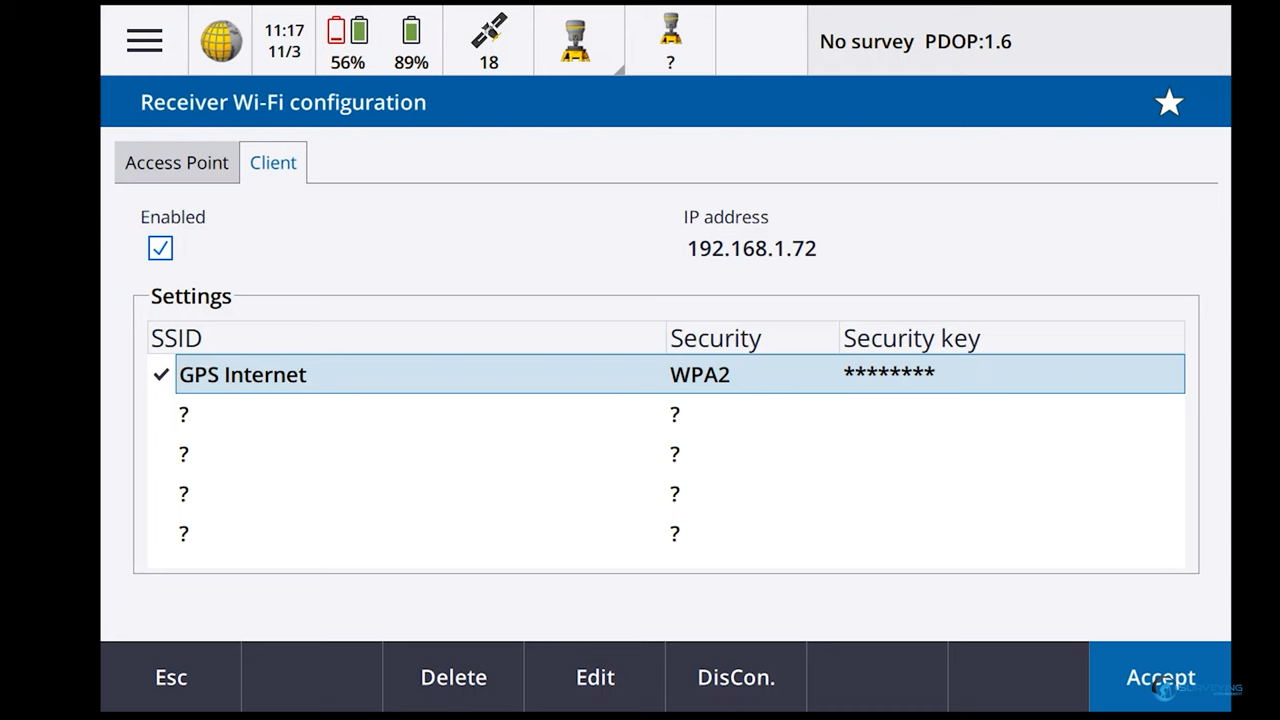 11:17
11/3
56%
89%
18
?
No survey PDOP:1.6
Receiver Wi-Fi configuration
Access Point
Client
Enabled
IP address
192.168.1.72
Settings
SSID
Security
Security key
GPS Internet
WPA2
********
?
?
?
?
?
?
?
?
Esc
Delete
Edit
DisCon.
Accept
SURVEYING